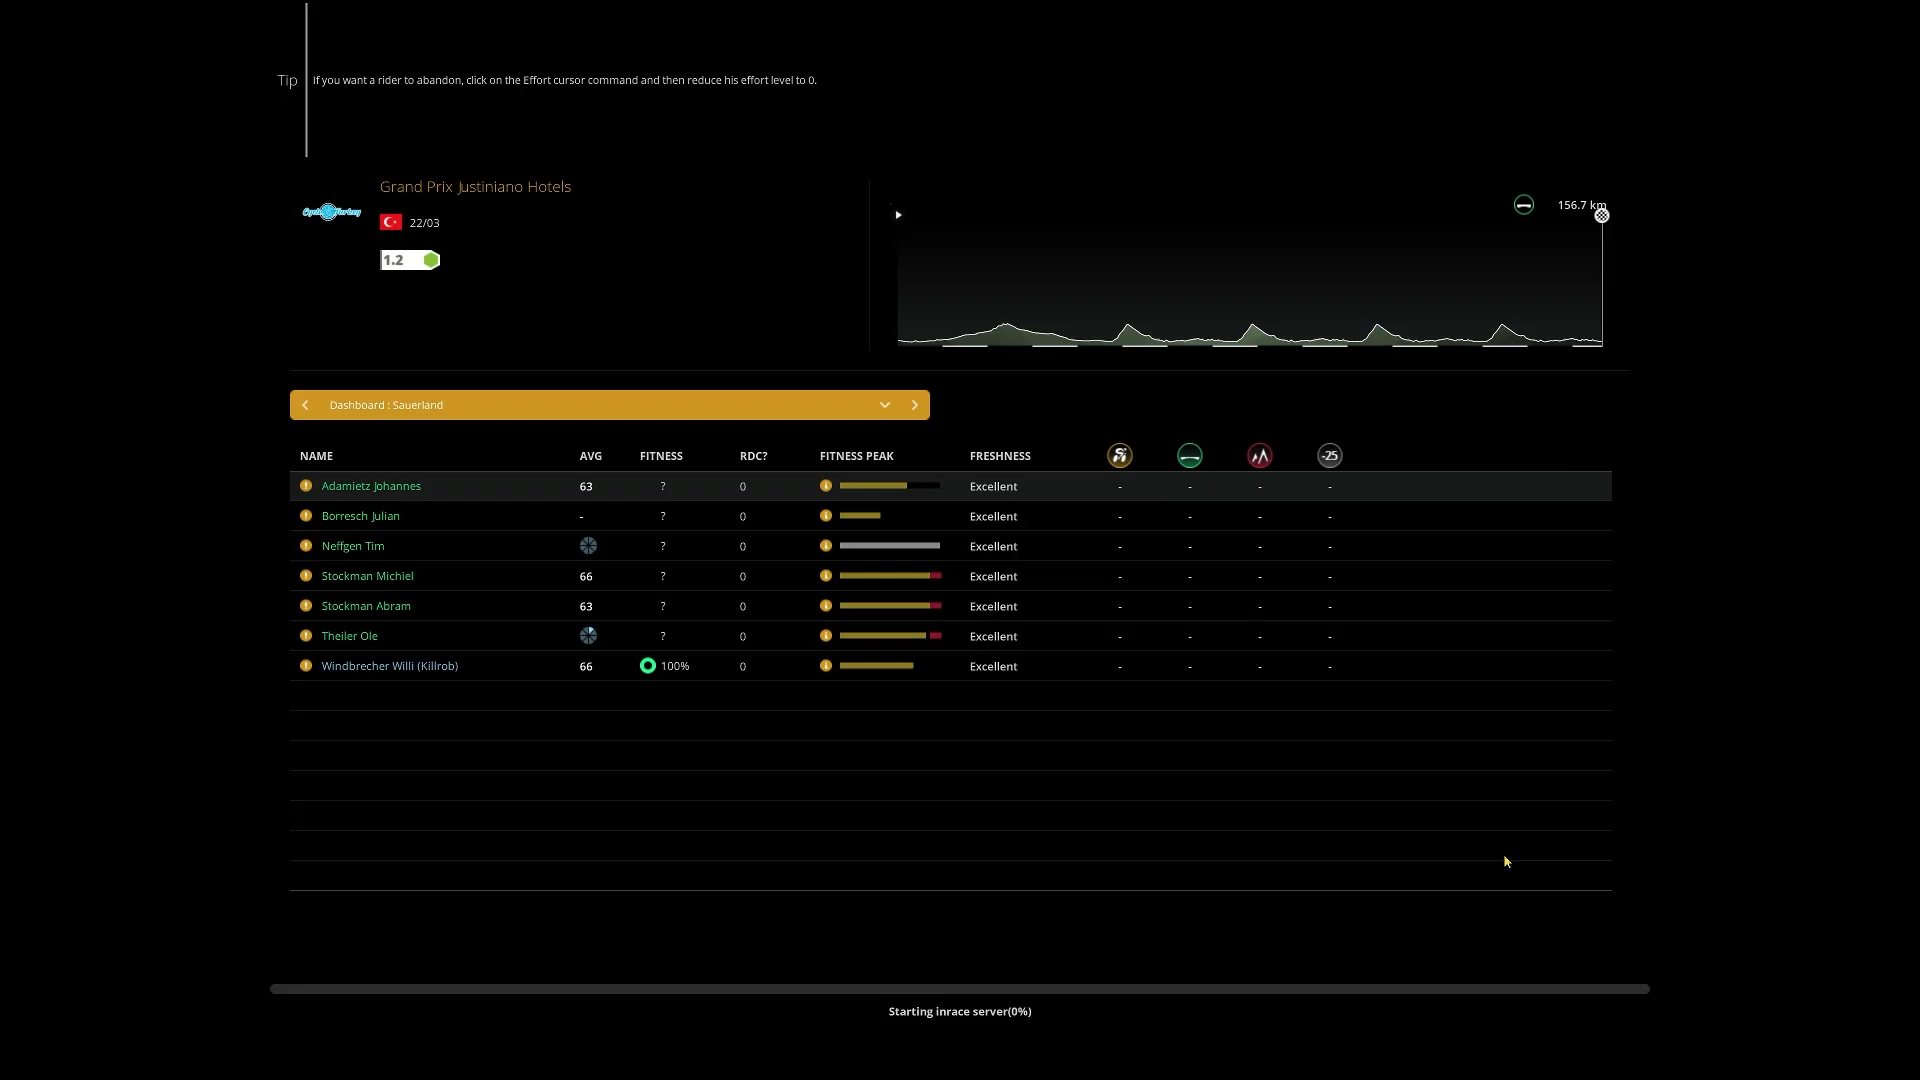 Tip
If you want a rider to abandon, click on the Effort cursor command and then reduce his effort level to 0.
Grand Prix Justiniano Hotels
22/03
1.2
156.7 km
Dashboard : Sauerland
NAME AVG FITNESS RDC? FITNESS PEAK FRESHNESS -25
Adamietz Johannes 63 ? 0 Excellent - - - -
Borresch Julian - ? 0 Excellent - - - -
Neffgen Tim ? 0 Excellent - - - -
Stockman Michiel 66 ? 0 Excellent - - - -
Stockman Abram 63 ? 0 Excellent - - - -
Theiler Ole ? 0 Excellent - - - -
Windbrecher Willi (Killrob) 66 100% 0 Excellent - - - -
Starting inrace server(0%)